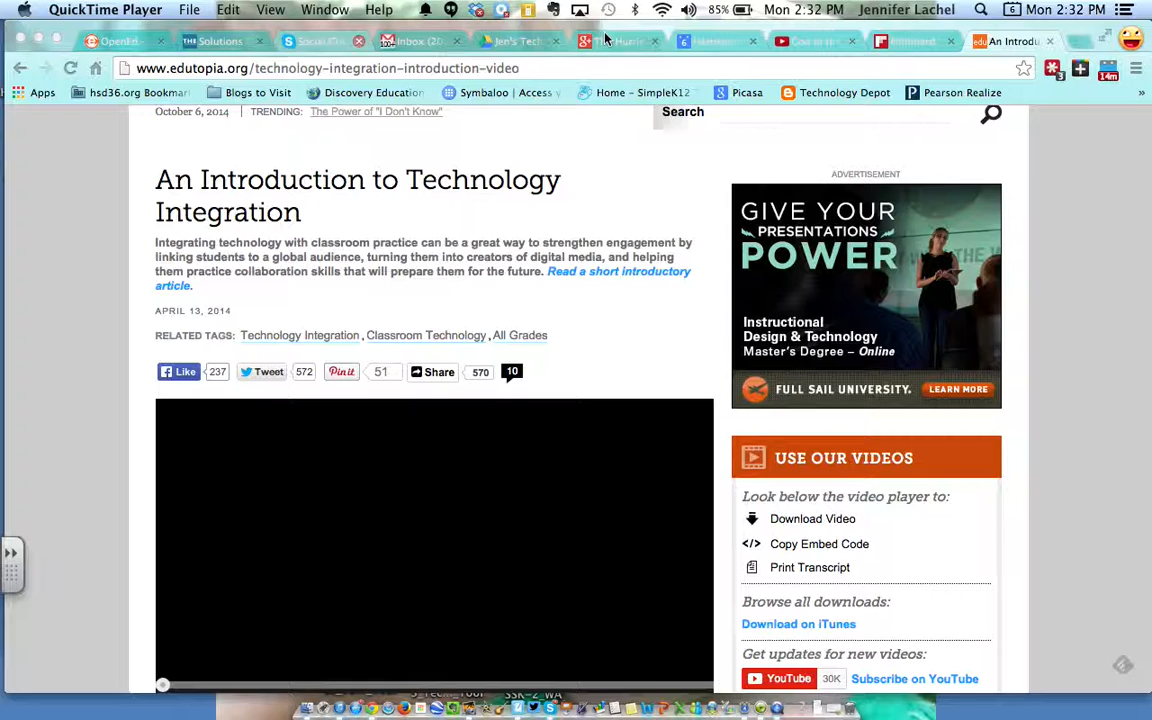 QuickTime Player File Edit View Window Help 85% Mon 2:32 PM Jennifer Lachel Mon 2:32 PM
OpenEd Solutions Inbox (20 Jen's Tech An Introdu
www.edutopia.org/technology-integration-introduction-video
3 14m
Apps hsd36.org Bookmar Blogs to Visit Discovery Education Symbaloo | Access y Home - SimpleK12 Picasa Technology Depot Pearson Realize »
October 6, 2014 | TRENDING: The Power of "I Don't Know" Search
An Introduction to Technology
Integration
Integrating technology with classroom practice can be a great way to strengthen engagement by
linking students to a global audience, turning them into creators of digital media, and helping
them practice collaboration skills that will prepare them for the future. Read a short introductory
article.
APRIL 13, 2014
RELATED TAGS: Technology Integration, Classroom Technology, All Grades
Like 237 Tweet 572 Pin it 51 Share 570 10
ADVERTISEMENT
GIVE YOUR
PRESENTATIONS
POWER
Instructional
Design & Technology
Master's Degree – Online
FULL SAIL UNIVERSITY. LEARN MORE
USE OUR VIDEOS
Look below the video player to:
Download Video
</> Copy Embed Code
Print Transcript
Browse all downloads:
Download on iTunes
Get updates for new videos:
YouTube 30K Subscribe on YouTube
SSK-2_WA